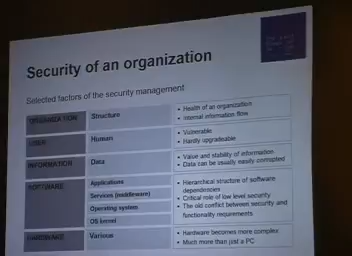 Security of an organization
Selected factors of the security management
ORGANIZATION
Structure
• Health of an organization
• Internal information flow
USER
Human
• Vulnerable
• Hardly upgradeable
INFORMATION
Data
• Value and stability of information
• Data can be usually easily corrupted
SOFTWARE
Applications
Services (middleware)
Operating system
OS kernel
• Hierarchical structure of software
dependencies
• Critical role of low level security
• The old conflict between security and
functionality requirements
HARDWARE
Various
• Hardware becomes more complex
• Much more than just a PC